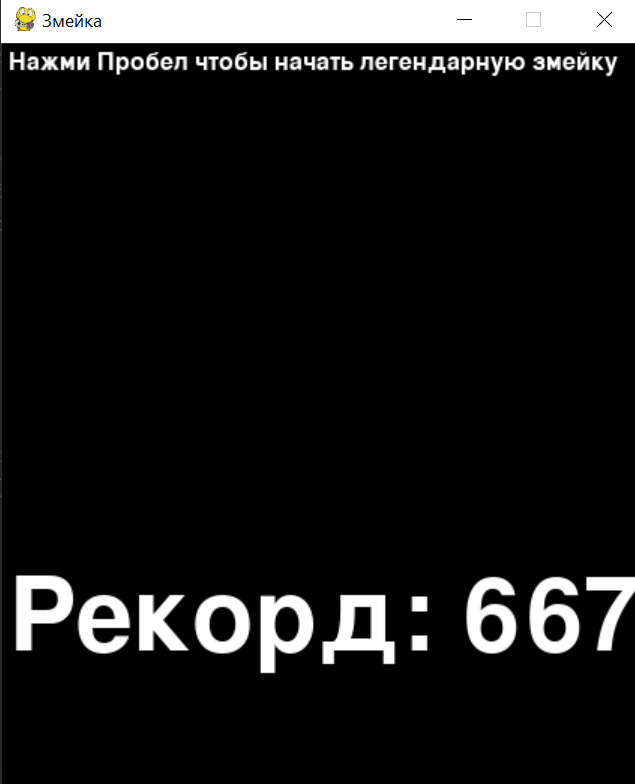 Змейка
Нажми Пробел чтобы начать легендарную змейку
Рекорд: 667